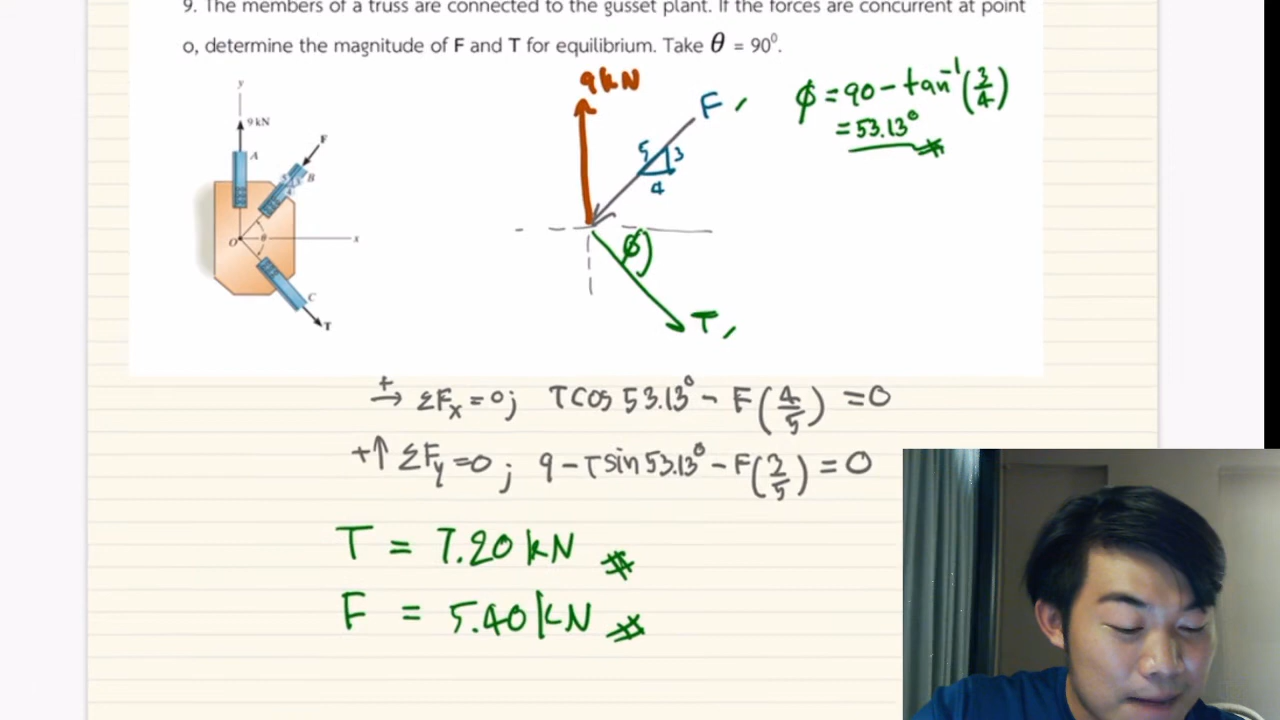 9. The members of a truss are connected to the gusset plant. If the forces are concurrent at point
o, determine the magnitude of F and T for equilibrium. Take θ = 90⁰.
y
9 kN
A
F
B
O
θ
x
C
T
9kN
F,
5
3
4
ϕ
T,
ϕ = 90 - tan⁻¹(3/4)
= 53.13°
+→ ΣFx = 0; Tcos 53.13° - F(4/5) = 0
+↑ ΣFy = 0; 9 - Tsin 53.13° - F(3/5) = 0
T = 7.20 kN
F = 5.40 kN